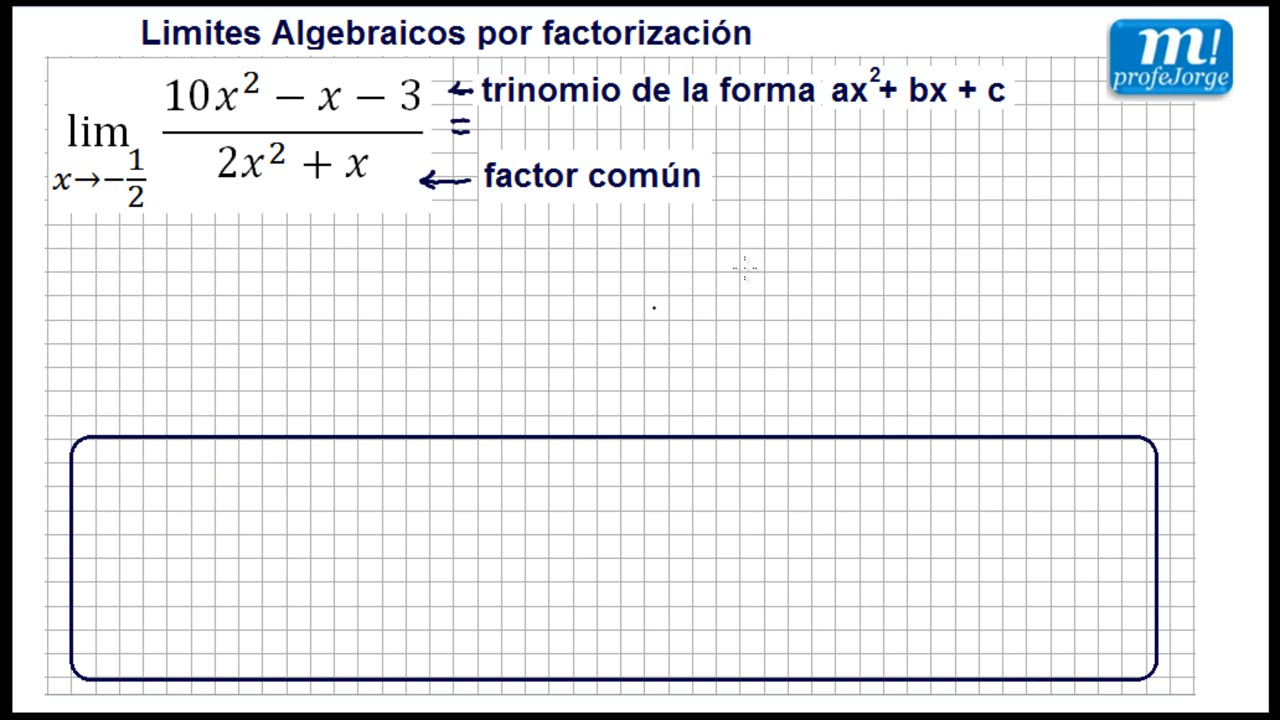 Limites Algebraicos por factorización
m!
profeJorge
lim x→-1/2 (10x² − x − 3)/(2x² + x) =
← trinomio de la forma ax²+ bx + c
← factor común